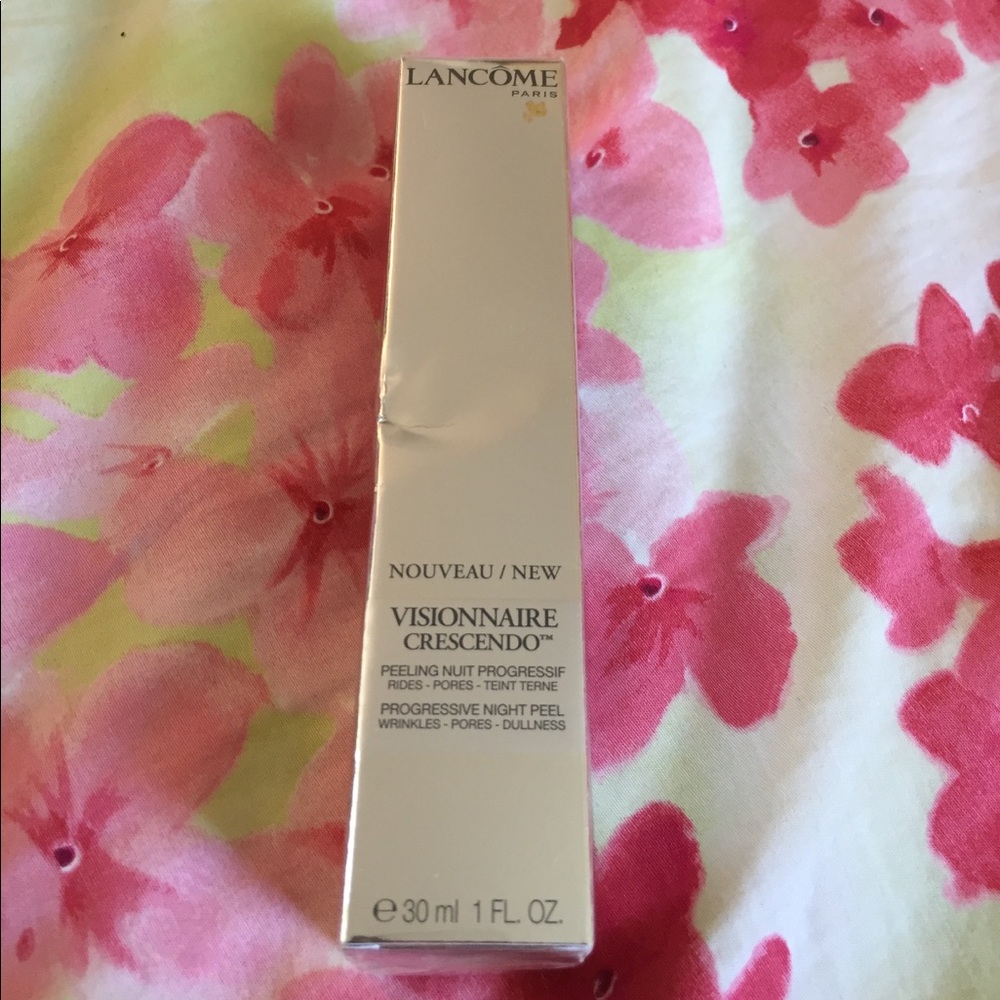 LANCÔME
PARIS
NOUVEAU / NEW
VISIONNAIRE
CRESCENDO™
PEELING NUIT PROGRESSIF
RIDES - PORES - TEINT TERNE
PROGRESSIVE NIGHT PEEL
WRINKLES - PORES - DULLNESS
℮ 30 ml 1 FL. OZ.